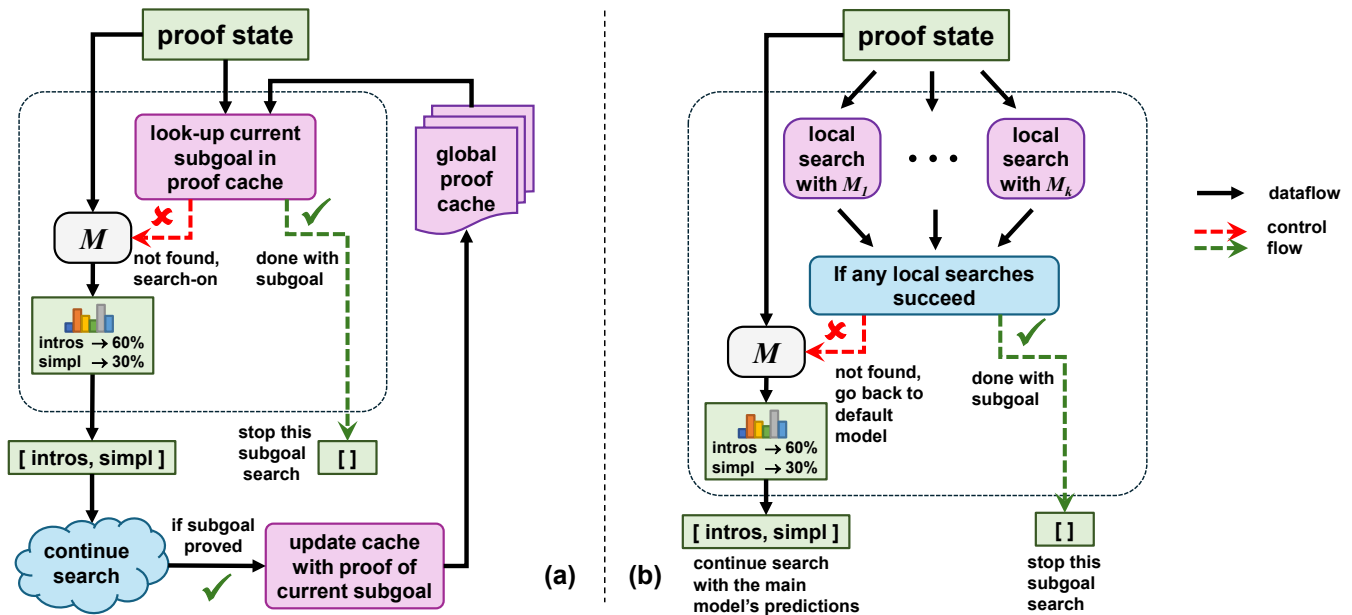 proof state
look-up current
subgoal in
proof cache
global
proof
cache
M
not found,
search-on
done with
subgoal
intros → 60%
simpl → 30%
[ intros, simpl ]
stop this
subgoal
search
[ ]
continue
search
if subgoal
proved
update cache
with proof of
current subgoal
(a)
proof state
local
search
with M1
• • •
local
search
with Mk
If any local searches
succeed
M
not found,
go back to
default
model
done with
subgoal
intros → 60%
simpl → 30%
[ intros, simpl ]
continue search
with the main
model's predictions
[ ]
stop this
subgoal
search
(b)
dataflow
control
flow